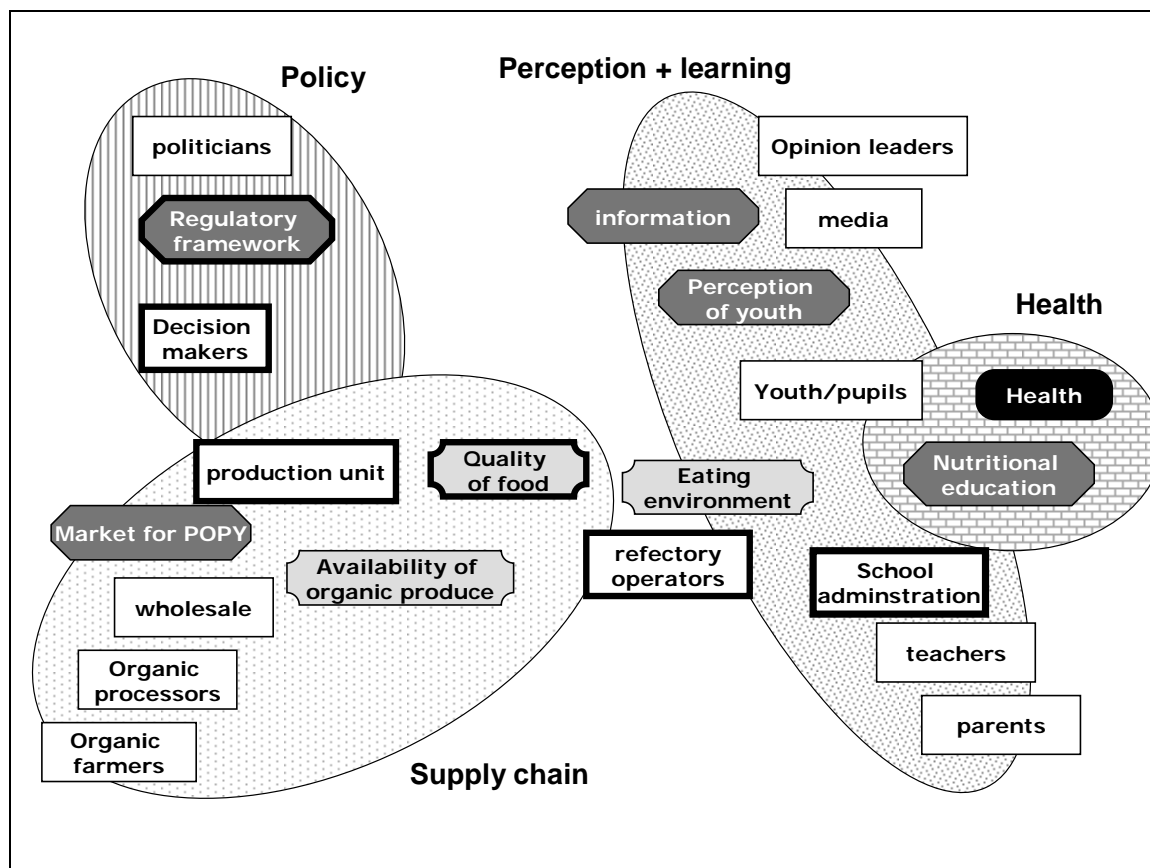 Policy
Perception + learning
politicians
Opinion leaders
Regulatory
framework
information
media
Perception
of youth
Health
Decision
makers
Youth/pupils
Health
production unit
Quality
of food
Eating
environment
Nutritional
education
Market for POPY
Availability of
organic produce
refectory
operators
School
adminstration
wholesale
teachers
Organic
processors
parents
Organic
farmers
Supply chain